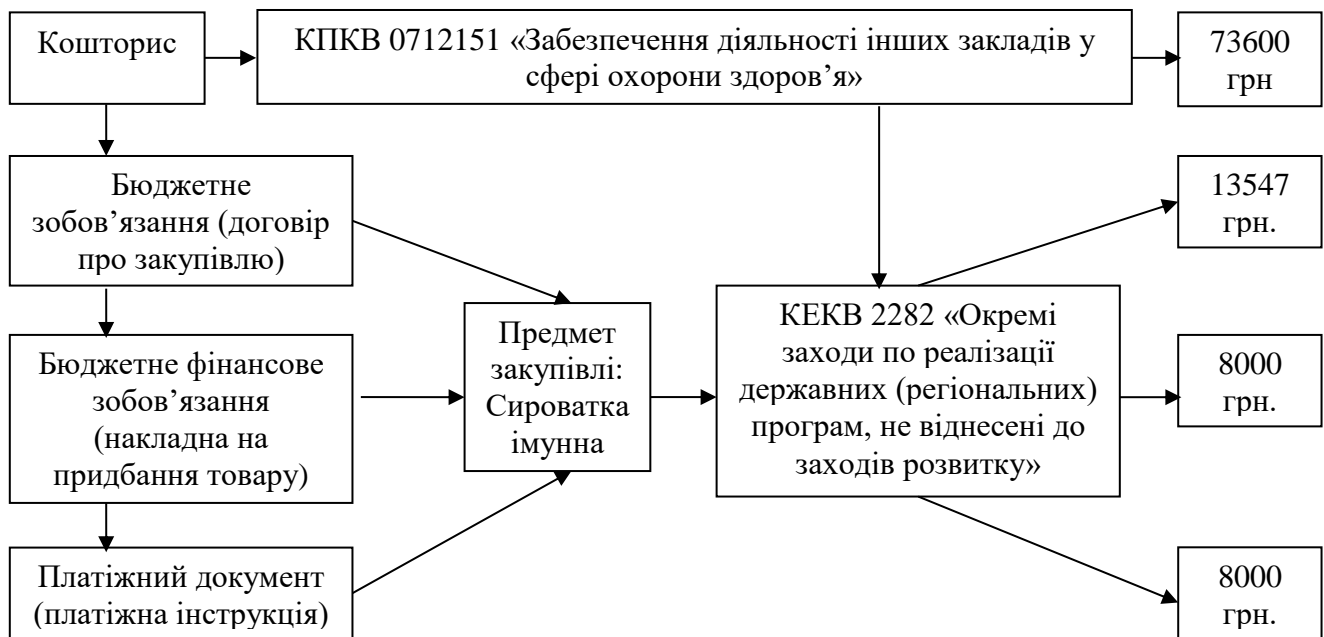 Кошторис
КПКВ 0712151 «Забезпечення діяльності інших закладів у
сфері охорони здоров’я»
73600
грн
Бюджетне
зобов’язання (договір
про закупівлю)
13547
грн.
Бюджетне фінансове
зобов’язання
(накладна на
придбання товару)
Предмет
закупівлі:
Сироватка
імунна
КЕКВ 2282 «Окремі
заходи по реалізації
державних (регіональних)
програм, не віднесені до
заходів розвитку»
8000
грн.
Платіжний документ
(платіжна інструкція)
8000
грн.